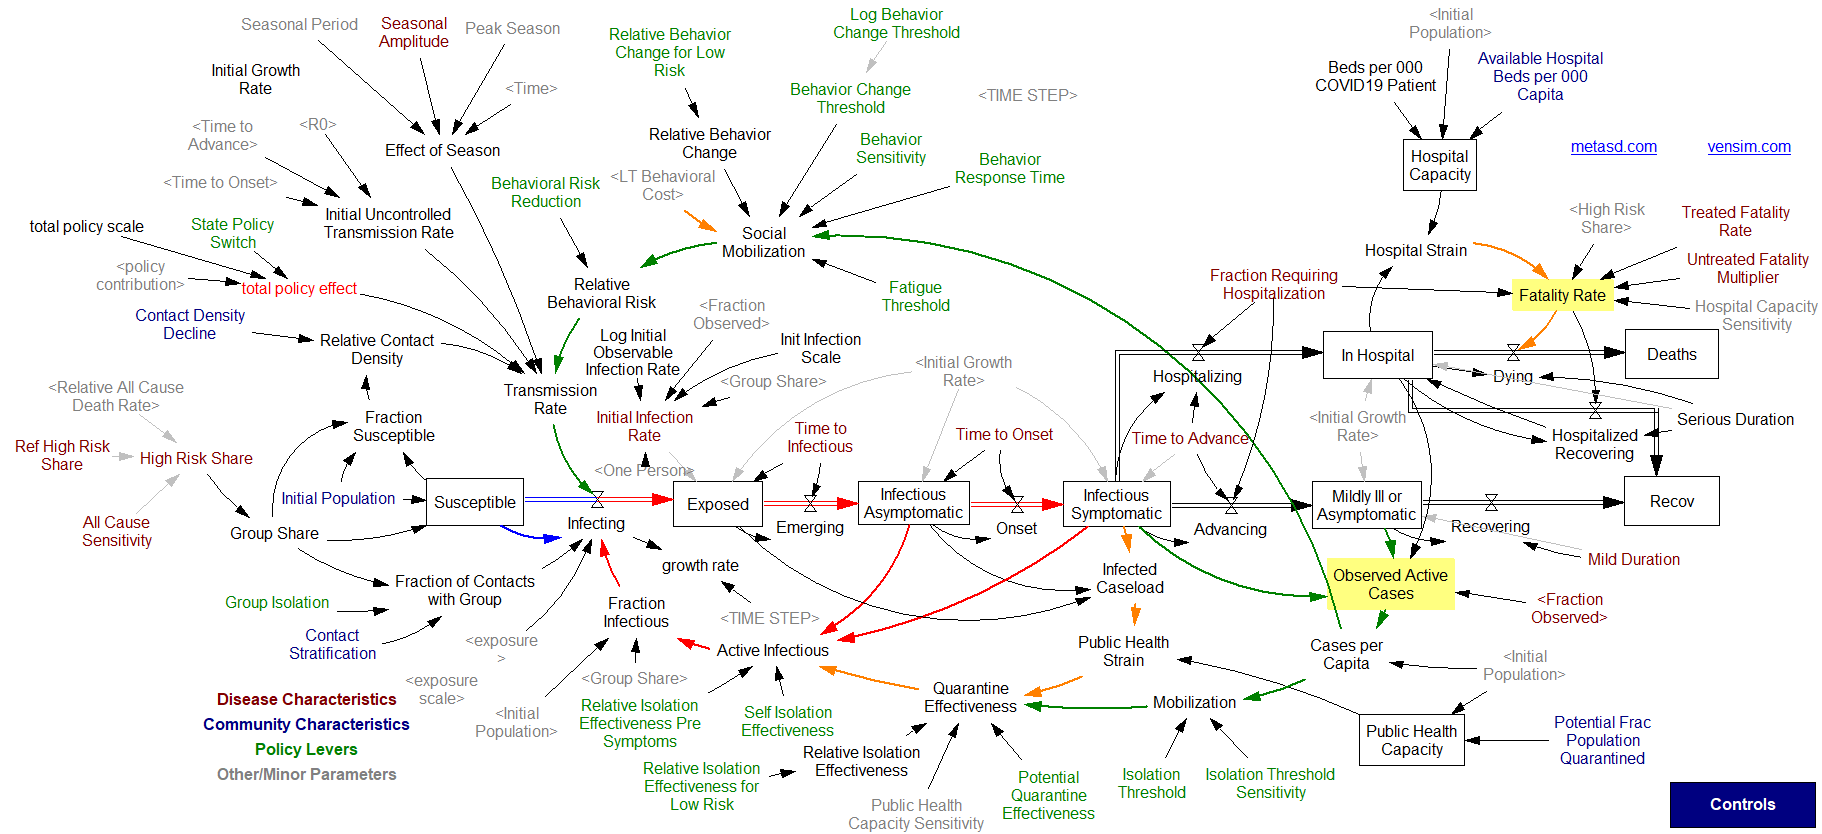 Seasonal Period
Seasonal
Amplitude
Peak Season
Relative Behavior
Change for Low
Risk
Log Behavior
Change Threshold
<Initial
Population>
Initial Growth
Rate
<Time>
Behavior Change
Threshold
<TIME STEP>
Beds per 000
COVID19 Patient
Available Hospital
Beds per 000
Capita
<Time to
Advance>
<R0>
Effect of Season
Relative Behavior
Change
Behavior
Sensitivity
Behavior
Response Time
Hospital
Capacity
metasd.com
vensim.com
<Time to Onset>
Behavioral Risk
Reduction
<LT Behavioral
Cost>
Initial Uncontrolled
Transmission Rate
total policy scale
State Policy
Switch
Social
Mobilization
Hospital Strain
<High Risk
Share>
Treated Fatality
Rate
<policy
contribution>
total policy effect
Relative
Behavioral Risk
Fatigue
Threshold
Fraction Requiring
Hospitalization
Fatality Rate
Untreated Fatality
Multiplier
Hospital Capacity
Sensitivity
Contact Density
Decline
Relative Contact
Density
<Fraction
Observed>
Log Initial
Observable
Infection Rate
Init Infection
Scale
<Group Share>
<Initial Growth
Rate>
Hospitalizing
In Hospital
Dying
Deaths
<Relative All Cause
Death Rate>
Transmission
Rate
Fraction
Susceptible
Initial Infection
Rate
Time to
Infectious
Time to Onset
Time to Advance
<Initial Growth
Rate>
Serious Duration
Hospitalized
Recovering
Ref High Risk
Share
High Risk Share
<One Person>
Initial Population
Susceptible
Infecting
Exposed
Emerging
Infectious
Asymptomatic
Onset
Infectious
Symptomatic
Advancing
Mildly Ill or
Asymptomatic
Recovering
Recov
All Cause
Sensitivity
Group Share
growth rate
Mild Duration
Fraction of Contacts
with Group
Group Isolation
Contact
Stratification
Fraction
Infectious
<TIME STEP>
Infected
Caseload
Observed Active
Cases
<Fraction
Observed>
<exposure
>
Active Infectious
Public Health
Strain
Cases per
Capita
<Initial
Population>
<exposure
scale>
<Group Share>
<Initial
Population>
Relative Isolation
Effectiveness Pre
Symptoms
Self Isolation
Effectiveness
Quarantine
Effectiveness
Mobilization
Public Health
Capacity
Potential Frac
Population
Quarantined
Disease Characteristics
Community Characteristics
Policy Levers
Other/Minor Parameters
Relative Isolation
Effectiveness
Relative Isolation
Effectiveness for
Low Risk
Public Health
Capacity Sensitivity
Potential
Quarantine
Effectiveness
Isolation
Threshold
Isolation Threshold
Sensitivity
Controls